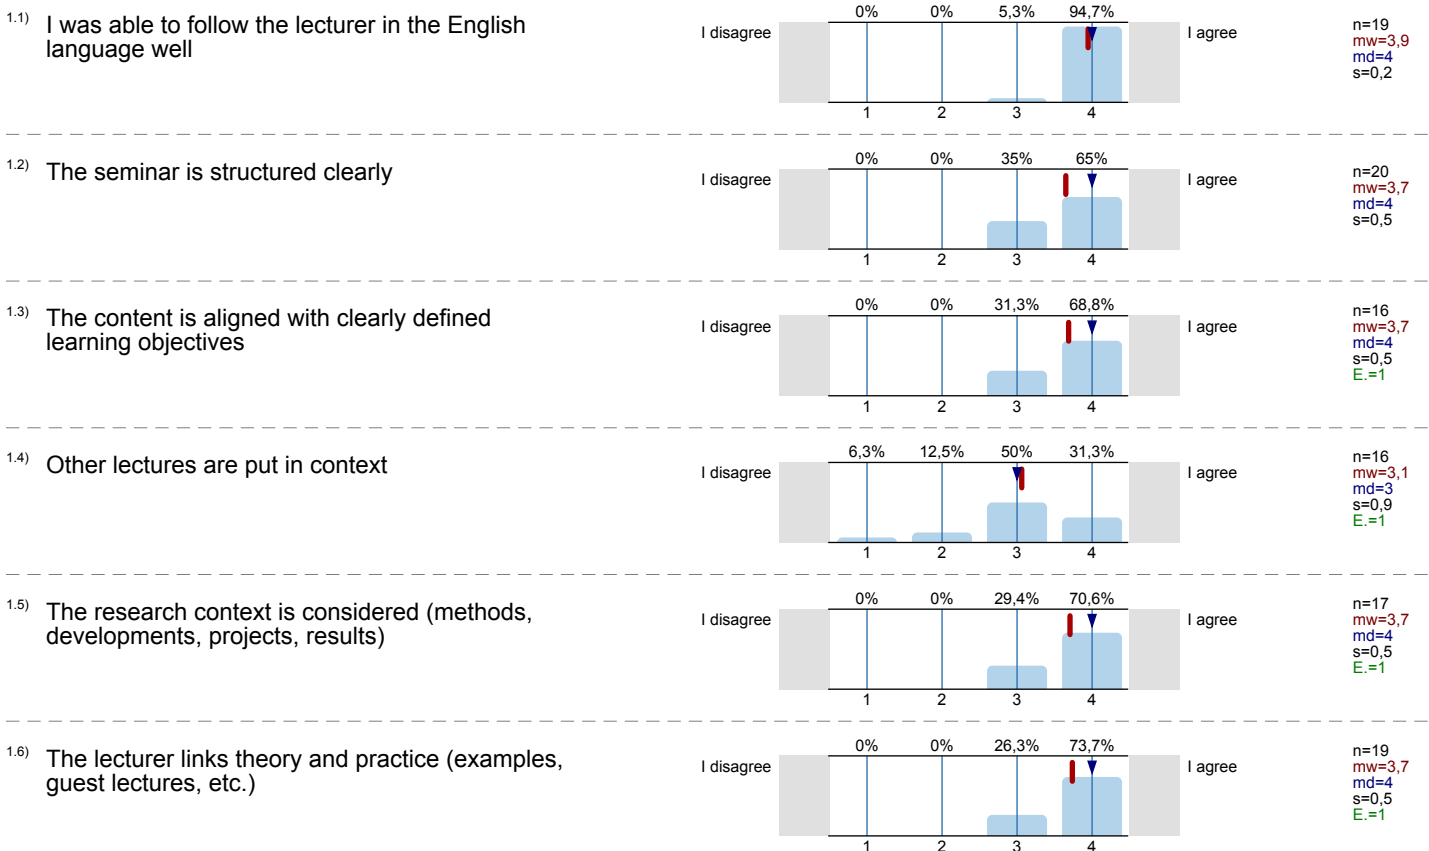 1.1) I was able to follow the lecturer in the English
language well
0% 0% 5,3% 94,7%
I disagree
I agree
1 2 3 4
n=19
mw=3,9
md=4
s=0,2
1.2) The seminar is structured clearly
0% 0% 35% 65%
I disagree
I agree
1 2 3 4
n=20
mw=3,7
md=4
s=0,5
1.3) The content is aligned with clearly defined
learning objectives
0% 0% 31,3% 68,8%
I disagree
I agree
1 2 3 4
n=16
mw=3,7
md=4
s=0,5
E.=1
1.4) Other lectures are put in context
6,3% 12,5% 50% 31,3%
I disagree
I agree
1 2 3 4
n=16
mw=3,1
md=3
s=0,9
E.=1
1.5) The research context is considered (methods,
developments, projects, results)
0% 0% 29,4% 70,6%
I disagree
I agree
1 2 3 4
n=17
mw=3,7
md=4
s=0,5
E.=1
1.6) The lecturer links theory and practice (examples,
guest lectures, etc.)
0% 0% 26,3% 73,7%
I disagree
I agree
1 2 3 4
n=19
mw=3,7
md=4
s=0,5
E.=1